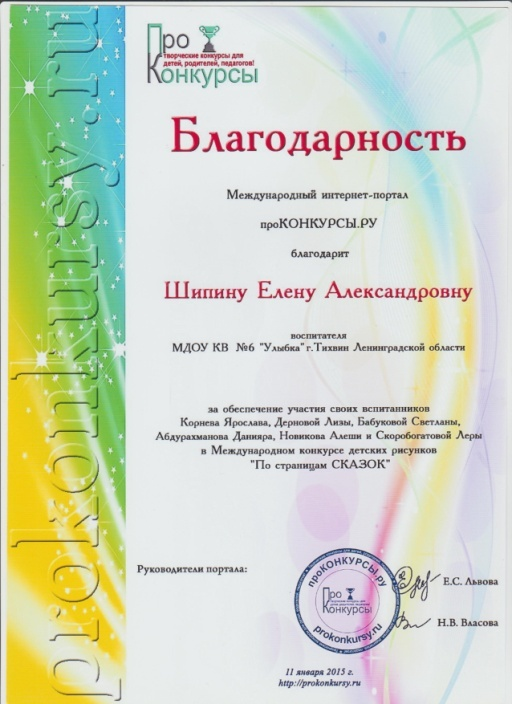 prokonkursy.ru
Про
творческие конкурсы для
детей, родителей, педагогов!
Конкурсы
Благодарность
Международный интернет-портал
проКОНКУРСЫ.РУ
благодарит
Шипину Елену Александровну
воспитателя
МДОУ КВ №6 "Улыбка" г.Тихвин Ленинградской области
за обеспечение участия своих впитанников
Корнева Ярослава, Дерновой Лизы, Бабуковой Светланы,
Абдурахманова Данияра, Новикова Алеши и Скоробогатовой Леры
в Международном конкурсе детских рисунков
"По страницам СКАЗОК"
Руководители портала:
проКОНКУРСЫ.ру
Про
Конкурсы
prokonkursy.ru
Е.С. Львова
Н.В. Власова
11 января 2015 г.
http://prokonkursy.ru